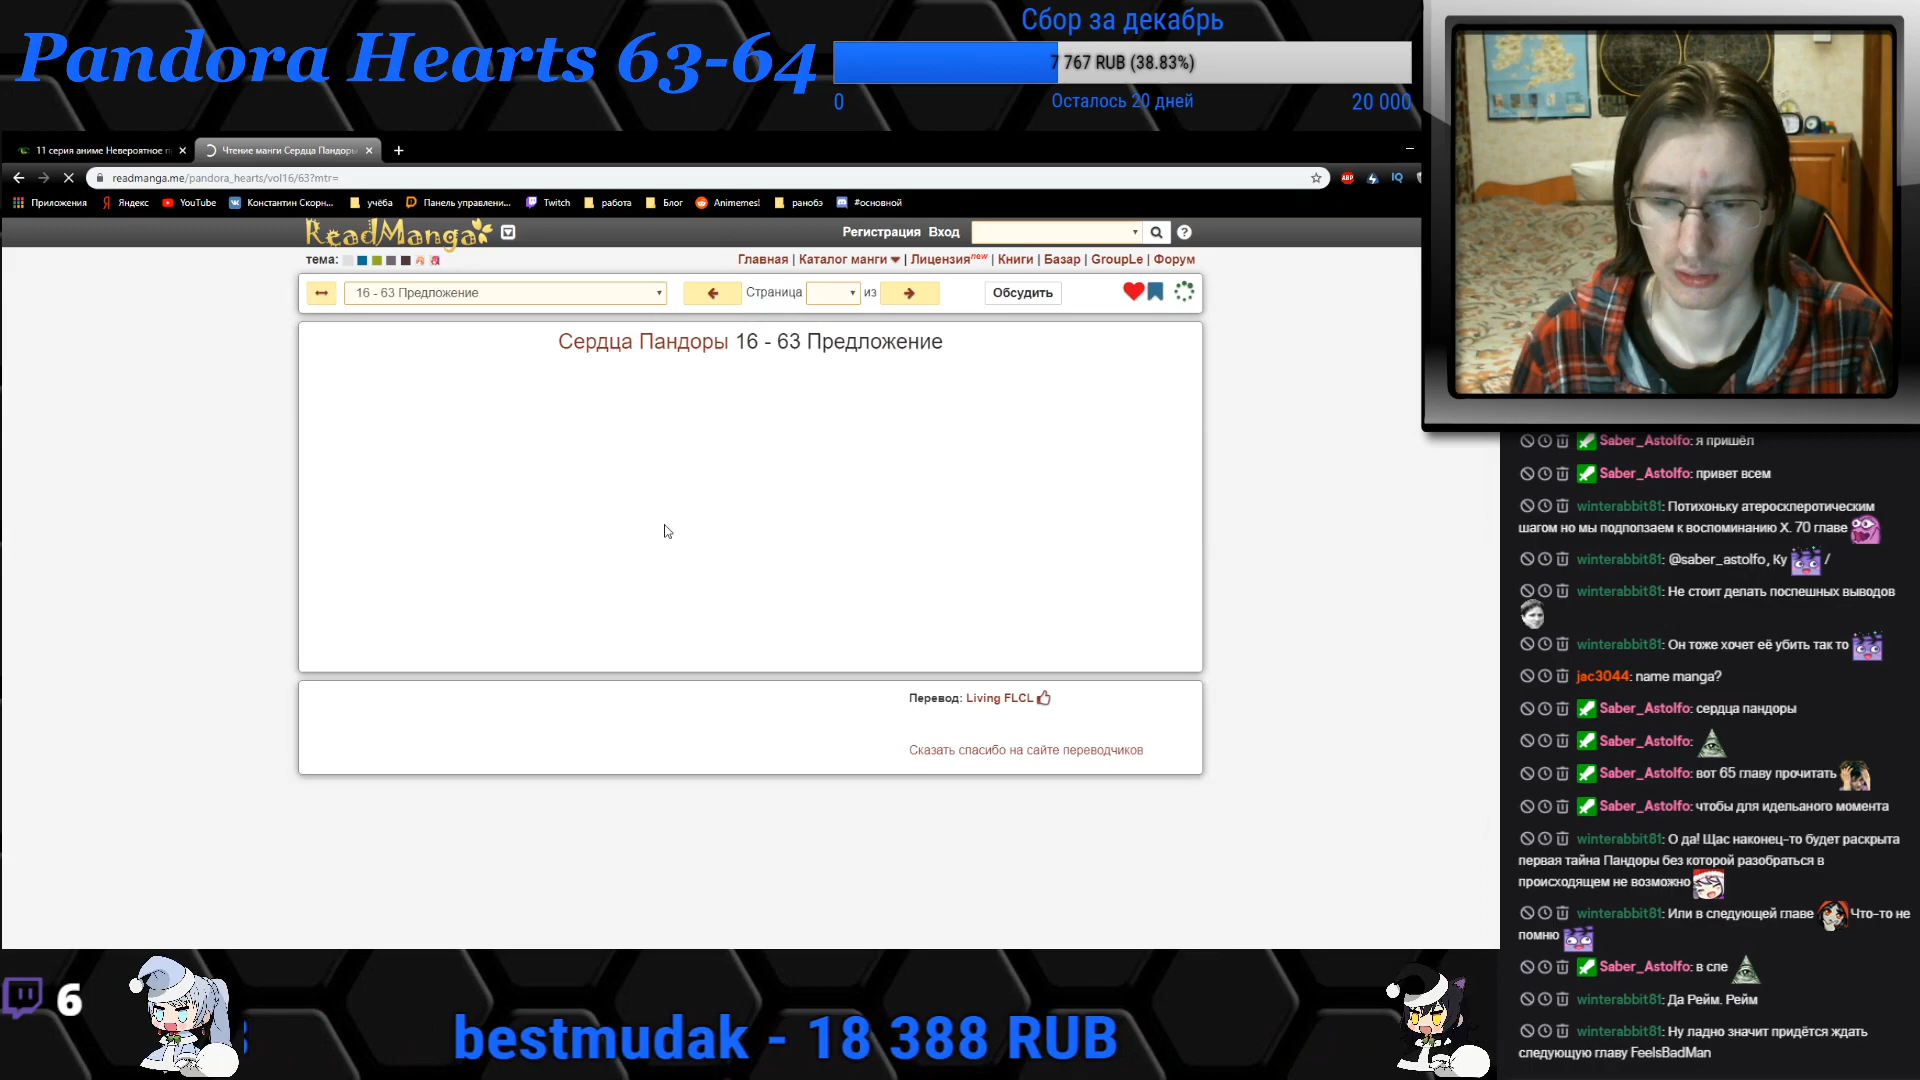 Pandora Hearts 63-64
Сбор за декабрь
7 767 RUB (38.83%)
0
Осталось 20 дней
20 000
11 серия аниме Невероятное п
Чтение манги Сердца Пандоры
readmanga.me/pandora_hearts/vol16/63?mtr=
ABP
IQ
Приложения
Яндекс
YouTube
Константин Скорн...
учёба
Панель управлени...
Twitch
работа
Блог
Animemes!
ранобэ
#основной
ReadManga
Регистрация Вход
тема:
Главная | Каталог манги | Лицензия new | Книги | Базар | GroupLe | Форум
16 - 63 Предложение
Страница
из
Обсудить
Сердца Пандоры 16 - 63 Предложение
Перевод: Living FLCL
Сказать спасибо на сайте переводчиков
Saber_Astolfo: я пришёл
Saber_Astolfo: привет всем
winterabbit81: Потихоньку атеросклеротическим
шагом но мы подползаем к воспоминанию Х. 70 главе
winterabbit81: @saber_astolfo, Ку /
winterabbit81: Не стоит делать поспешных выводов
winterabbit81: Он тоже хочет её убить так то
jac3044: name manga?
Saber_Astolfo: сердца пандоры
Saber_Astolfo:
Saber_Astolfo: вот 65 главу прочитать
Saber_Astolfo: чтобы для идельаного момента
winterabbit81: О да! Щас наконец-то будет раскрыта
первая тайна Пандоры без которой разобраться в
происходящем не возможно
winterabbit81: Или в следующей главе Что-то не
помню
Saber_Astolfo: в сле
winterabbit81: Да Рейм. Рейм
winterabbit81: Ну ладно значит придётся ждать
следующую главу FeelsBadMan
6
bestmudak - 18 388 RUB